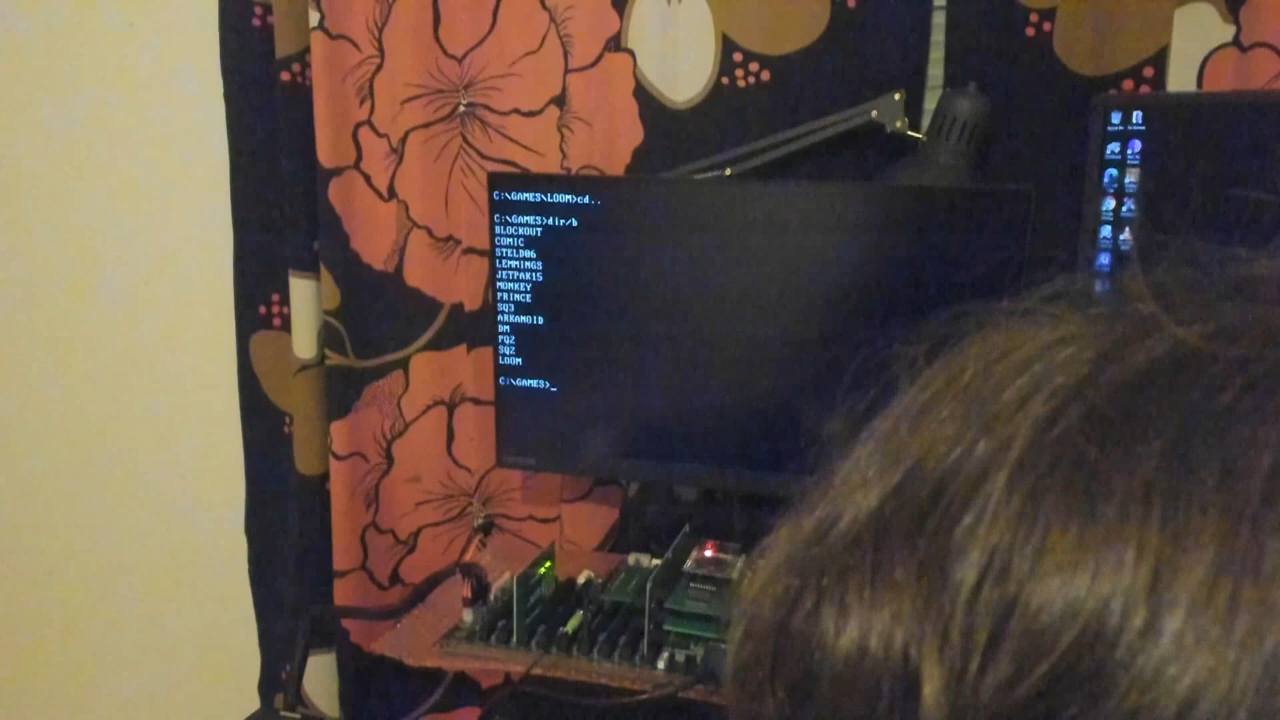 C:\GAMES\LOOM>cd..
C:\GAMES>dir/b
BLOCKOUT
COMIC
STELD06
LEMMINGS
JETPAK15
MONKEY
PRINCE
SQ3
ARKANOID
DM
PQ2
SQ2
LOOM
C:\GAMES>_